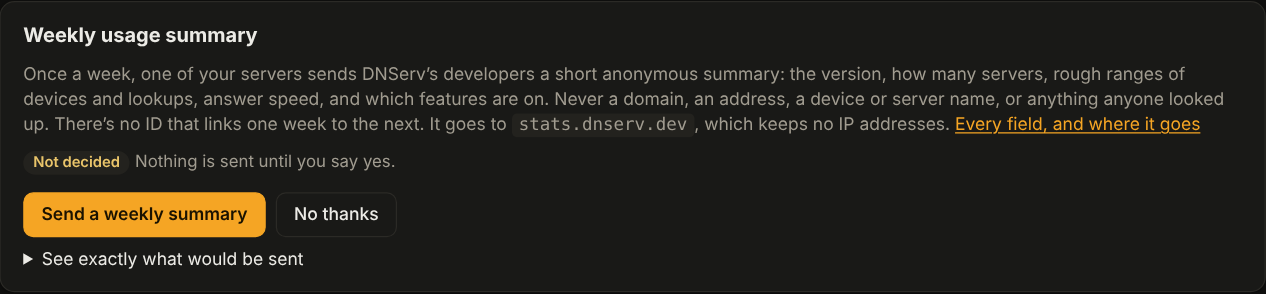 Weekly usage summary
Once a week, one of your servers sends DNServ’s developers a short anonymous summary: the version, how many servers, rough ranges of
devices and lookups, answer speed, and which features are on. Never a domain, an address, a device or server name, or anything anyone looked
up. There’s no ID that links one week to the next. It goes to stats.dnserv.dev, which keeps no IP addresses. Every field, and where it goes
Not decided Nothing is sent until you say yes.
Send a weekly summary No thanks
See exactly what would be sent